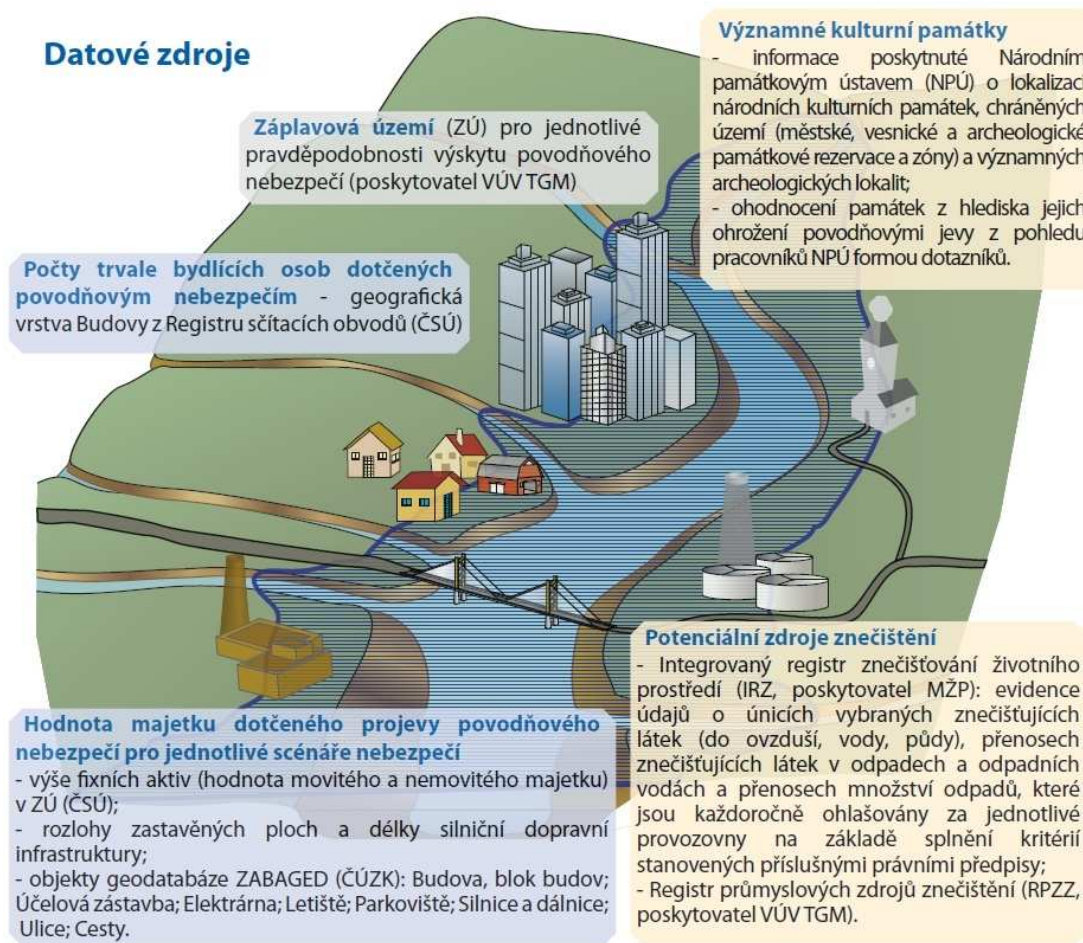 Datové zdroje
Významné kulturní památky
- informace poskytnuté Národním
památkovým ústavem (NPÚ) o lokalizaci
národních kulturních památek, chráněných
území (městské, vesnické a archeologické
památkové rezervace a zóny) a významných
archeologických lokalit;
- ohodnocení památek z hlediska jejich
ohrožení povodňovými jevy z pohledu
pracovníků NPÚ formou dotazníků.
Záplavová území (ZÚ) pro jednotlivé
pravděpodobnosti výskytu povodňového
nebezpečí (poskytovatel VÚV TGM)
Počty trvale bydlících osob dotčených
povodňovým nebezpečím - geografická
vrstva Budovy z Registru sčítacích obvodů (ČSÚ)
Hodnota majetku dotčeného projevy povodňového
nebezpečí pro jednotlivé scénáře nebezpečí
- výše fixních aktiv (hodnota movitého a nemovitého majetku)
v ZÚ (ČSÚ);
- rozlohy zastavěných ploch a délky silniční dopravní
infrastruktury;
- objekty geodatabáze ZABAGED (ČÚZK): Budova, blok budov;
Účelová zástavba; Elektrárna; Letiště; Parkoviště; Silnice a dálnice;
Ulice; Cesty.
Potenciální zdroje znečištění
- Integrovaný registr znečišťování životního
prostředí (IRZ, poskytovatel MŽP): evidence
údajů o únicích vybraných znečišťujících
látek (do ovzduší, vody, půdy), přenosech
znečišťujících látek v odpadech a odpadních
vodách a přenosech množství odpadů, které
jsou každoročně ohlašovány za jednotlivé
provozovny na základě splnění kritérií
stanovených příslušnými právními předpisy;
- Registr průmyslových zdrojů znečištění (RPZZ,
poskytovatel VÚV TGM).